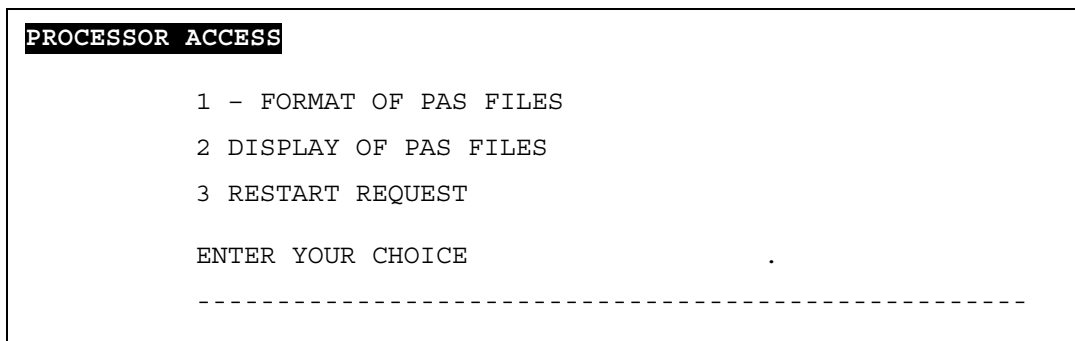 PROCESSOR ACCESS
1 – FORMAT OF PAS FILES
2 DISPLAY OF PAS FILES
3 RESTART REQUEST
ENTER YOUR CHOICE .
----------------------------------------------------